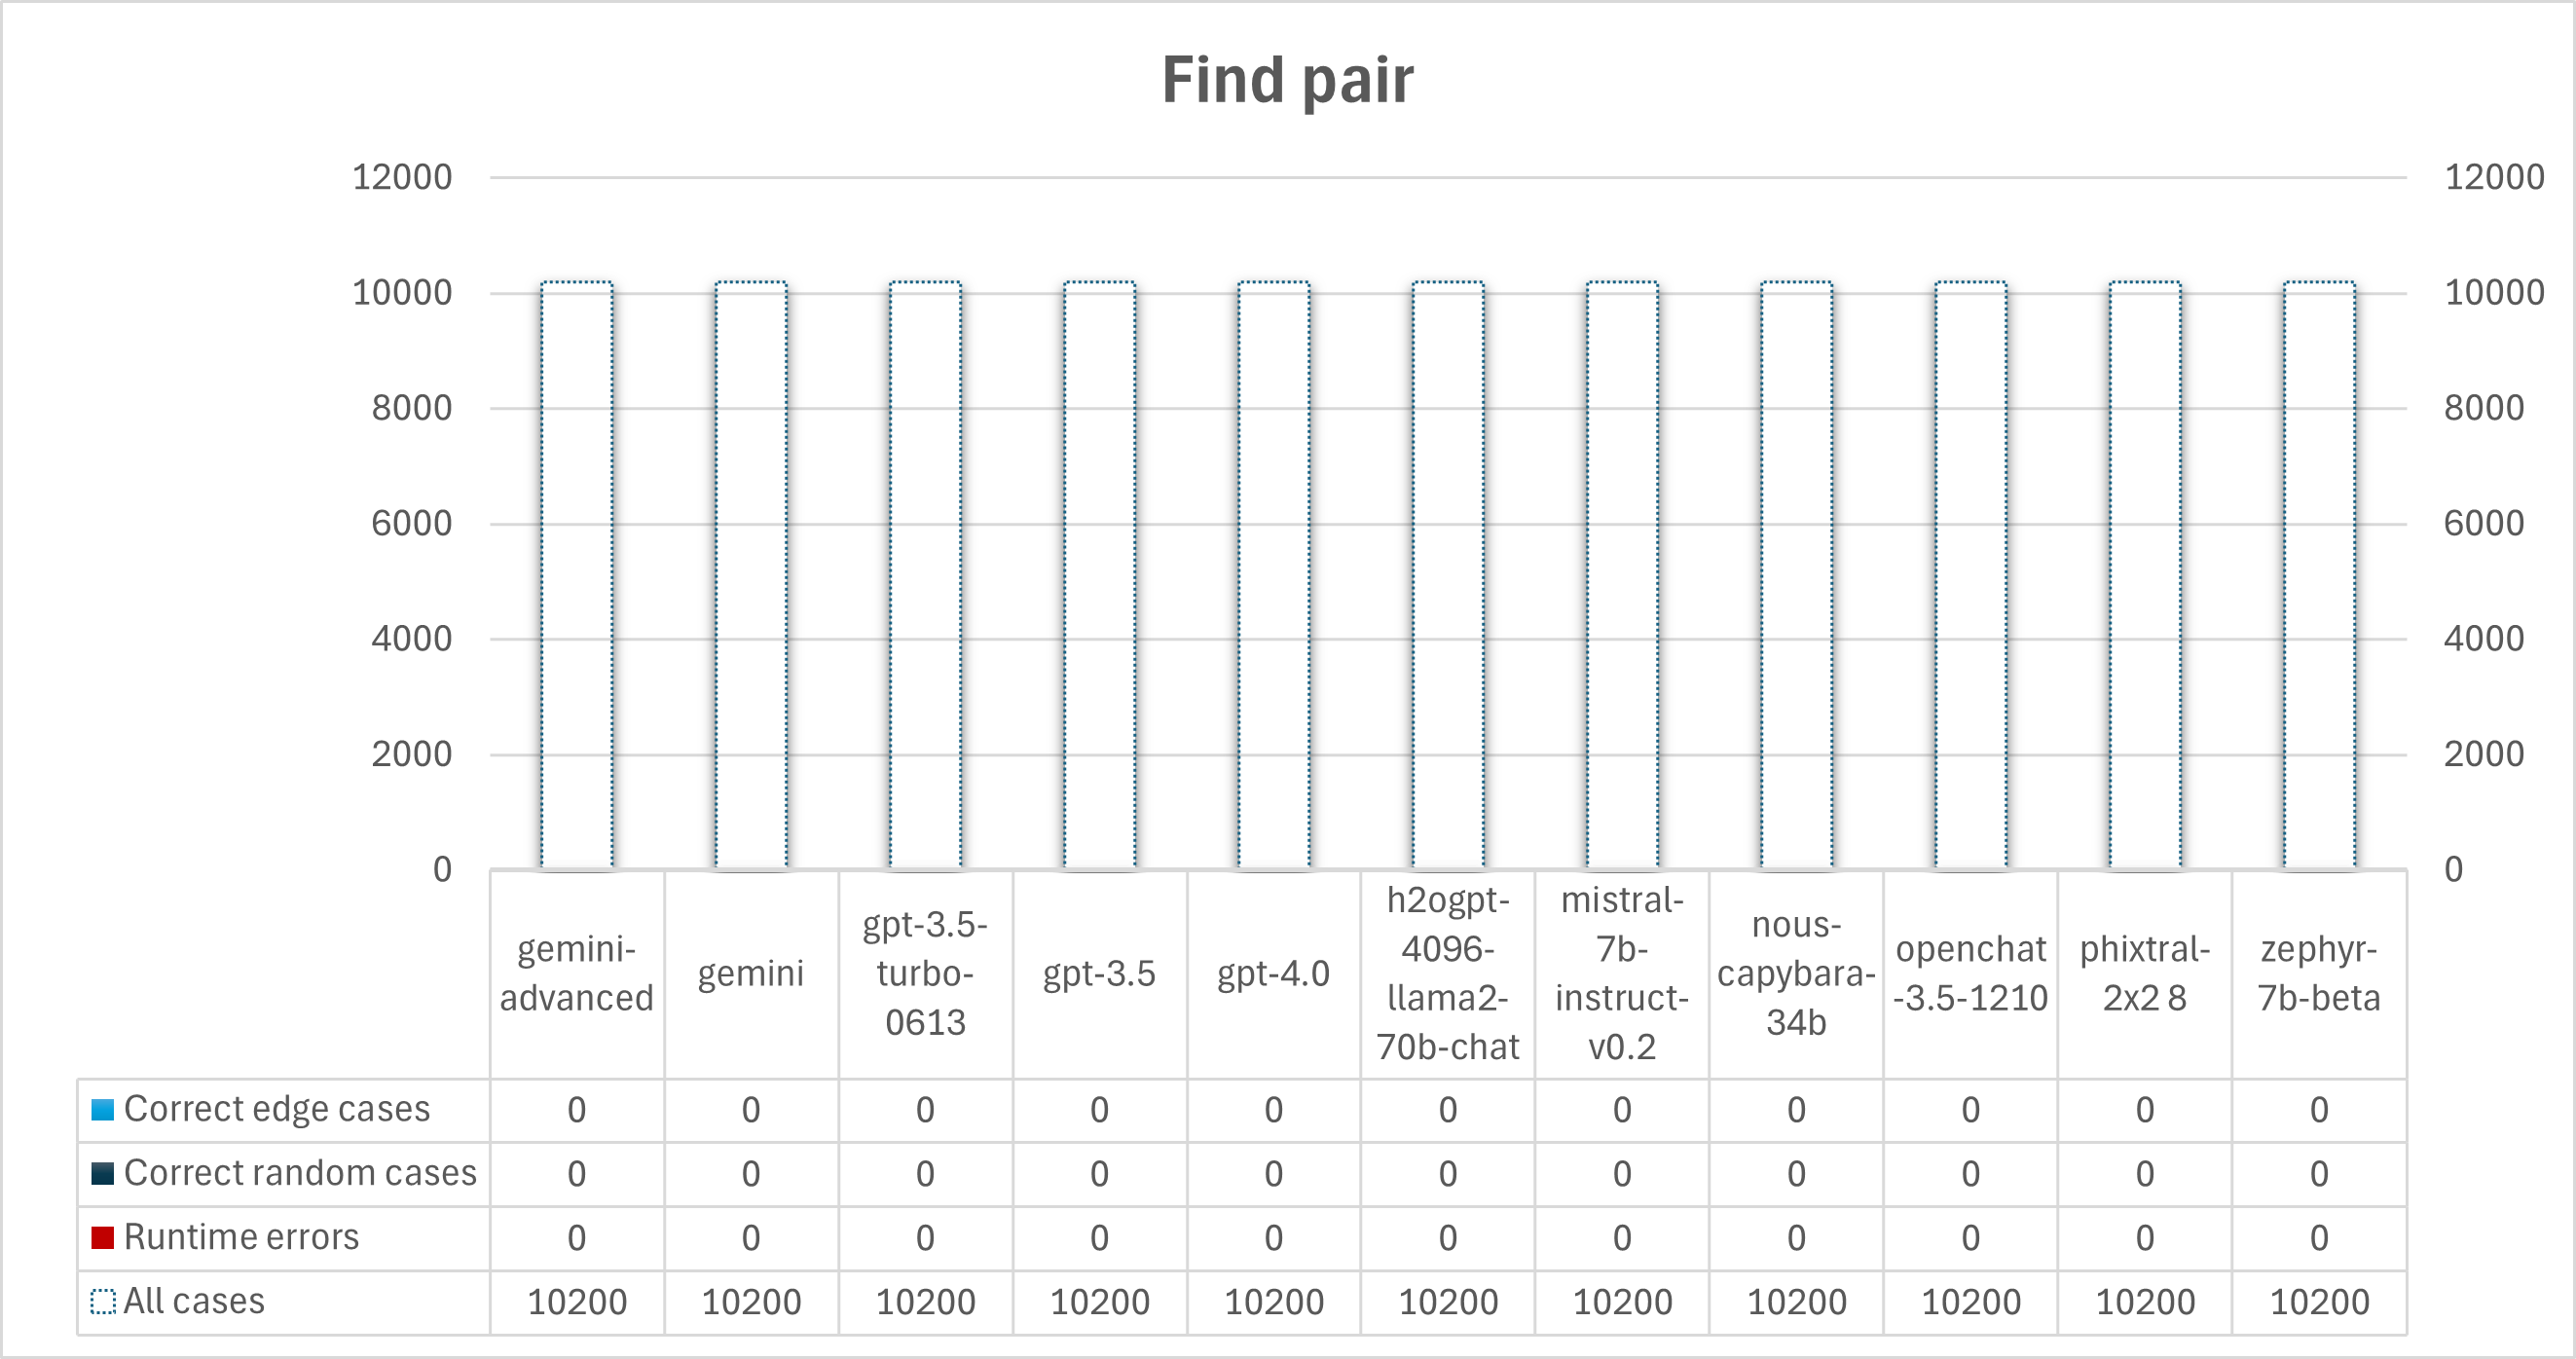 Find pair
12000 12000
10000 10000
8000 8000
6000 6000
4000 4000
2000 2000
0 0
gemini-
advanced
gemini
gpt-3.5-
turbo-
0613
gpt-3.5
gpt-4.0
h2ogpt-
4096-
llama2-
70b-chat
mistral-
7b-
instruct-
v0.2
nous-
capybara-
34b
openchat
-3.5-1210
phixtral-
2x2 8
zephyr-
7b-beta
Correct edge cases 0 0 0 0 0 0 0 0 0 0 0
Correct random cases 0 0 0 0 0 0 0 0 0 0 0
Runtime errors 0 0 0 0 0 0 0 0 0 0 0
All cases 10200 10200 10200 10200 10200 10200 10200 10200 10200 10200 10200